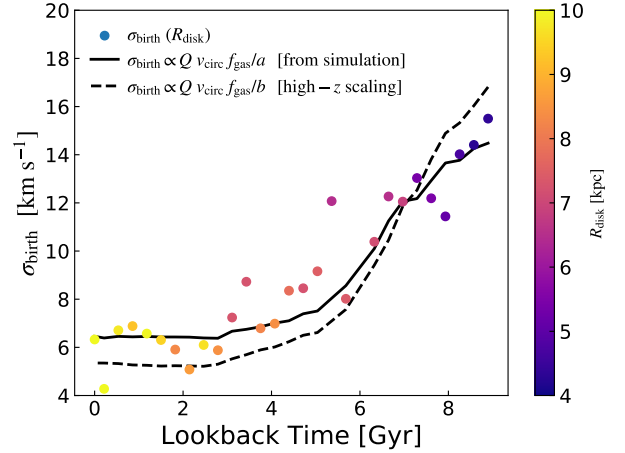 20
18
16
14
12
10
8
6
4
σbirth [km s⁻¹]
σbirth (Rdisk)
σbirth ∝ Q vcirc fgas/a [from simulation]
σbirth ∝ Q vcirc fgas/b [high − z scaling]
0 2 4 6 8
Lookback Time [Gyr]
10
9
8
7
6
5
4
Rdisk [kpc]